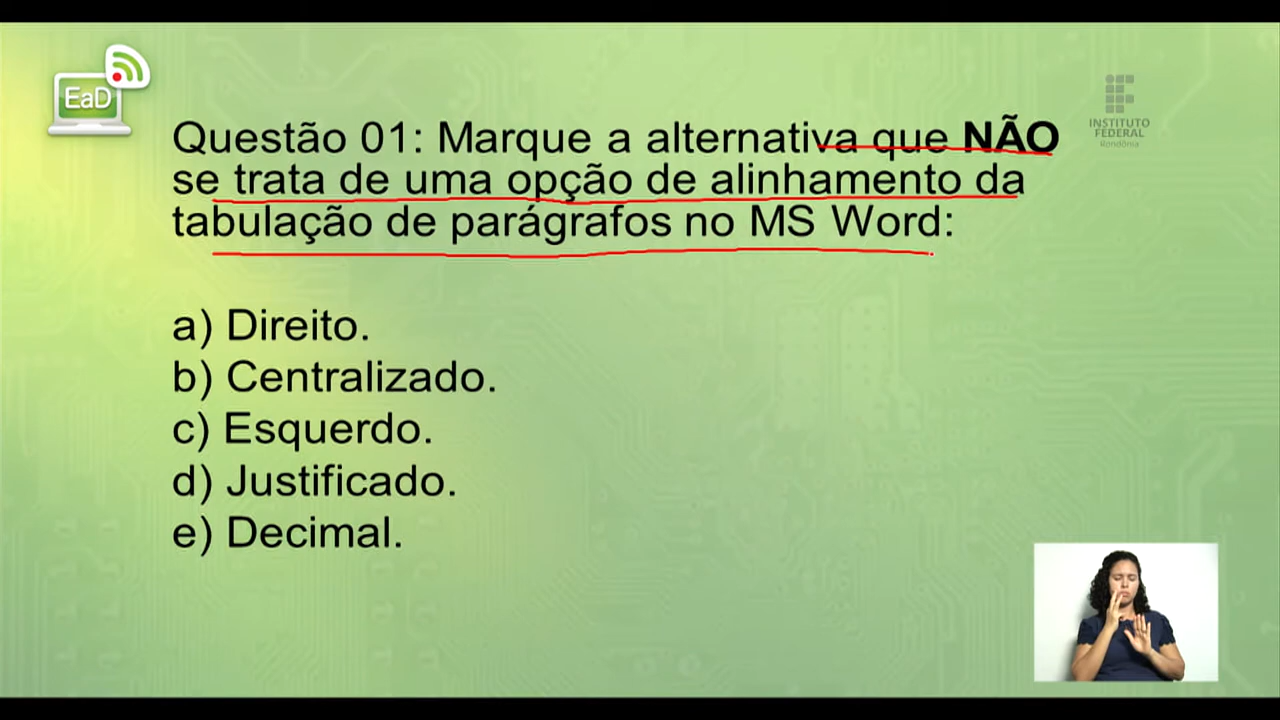 EaD
INSTITUTO
FEDERAL
Rondônia
Questão 01: Marque a alternativa que NÃO
se trata de uma opção de alinhamento da
tabulação de parágrafos no MS Word:
a) Direito.
b) Centralizado.
c) Esquerdo.
d) Justificado.
e) Decimal.